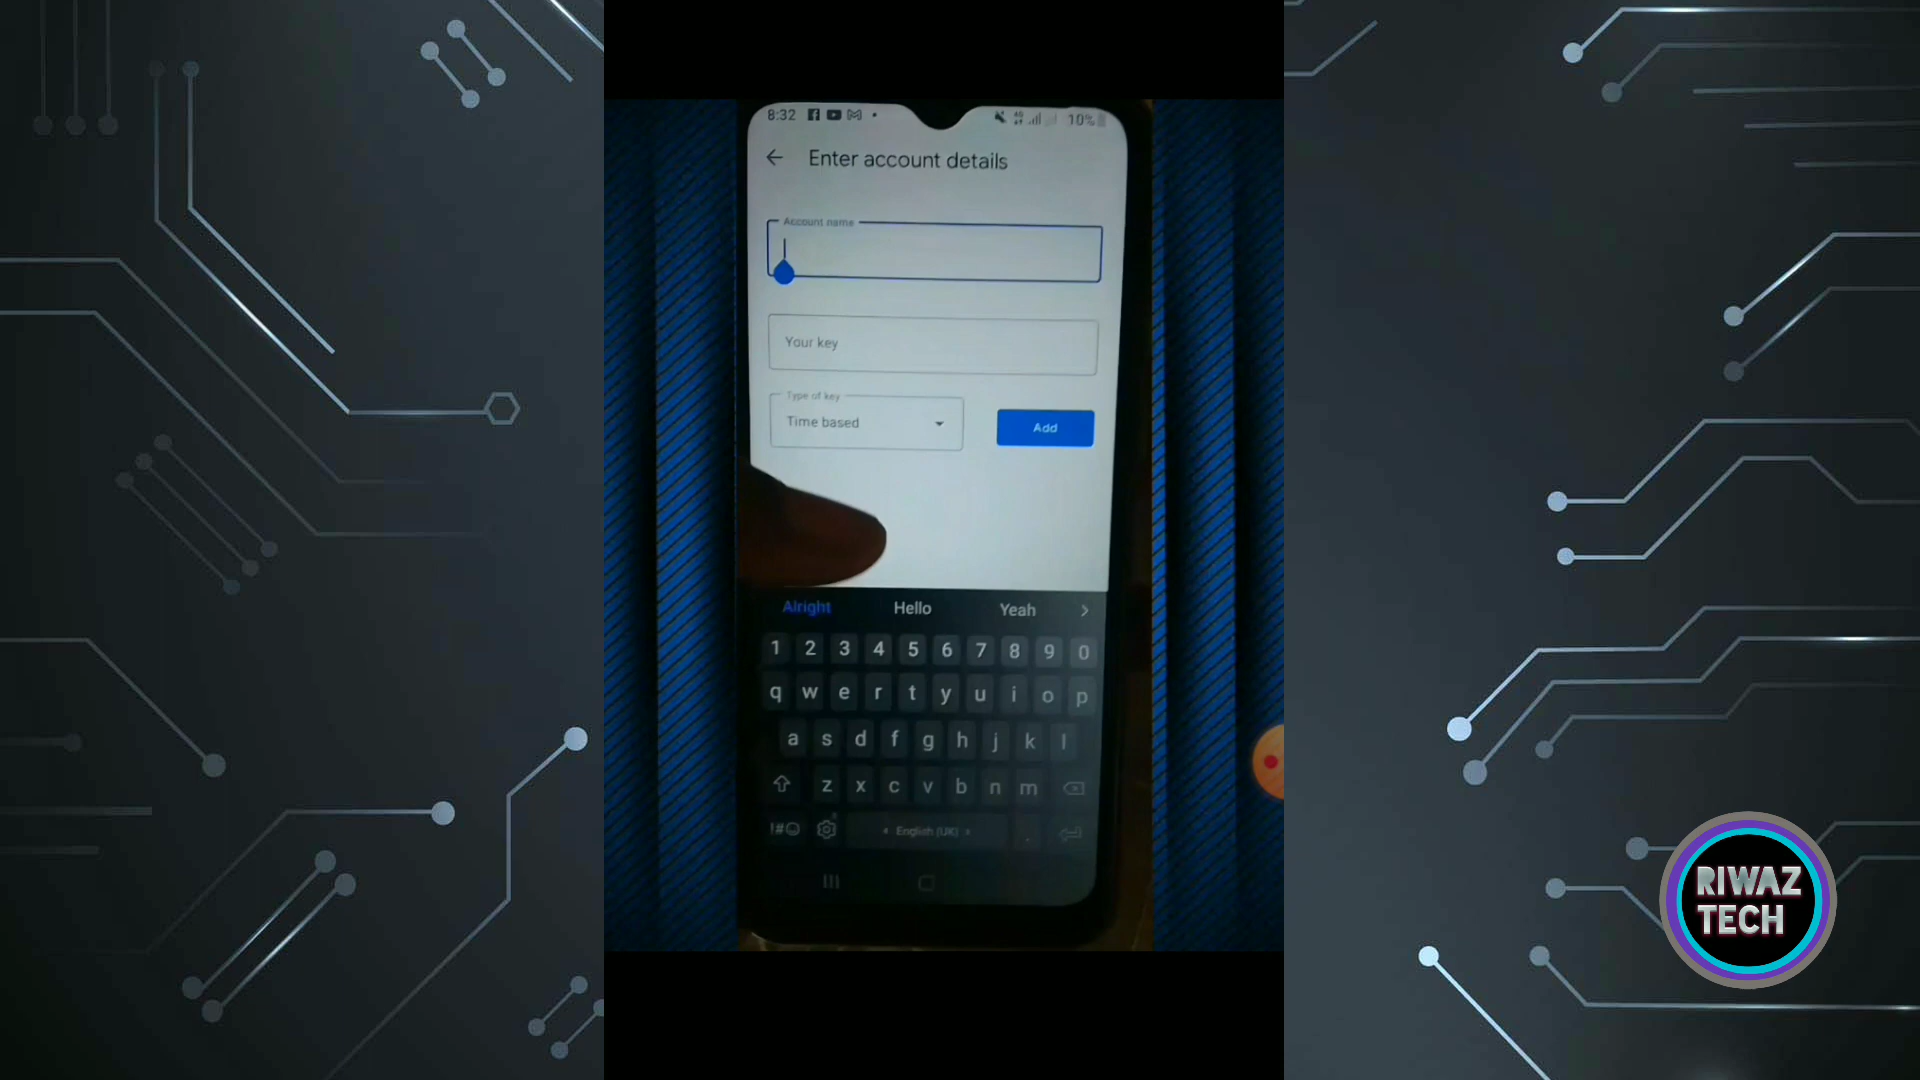 8:32 10%
Enter account details
Account name
Your key
Type of key
Time based
Add
Alright Hello Yeah
1 2 3 4 5 6 7 8 9 0
q w e r t y u i o p
a s d f g h j k l
z x c v b n m
!#☺ English (UK) .
RIWAZ
TECH